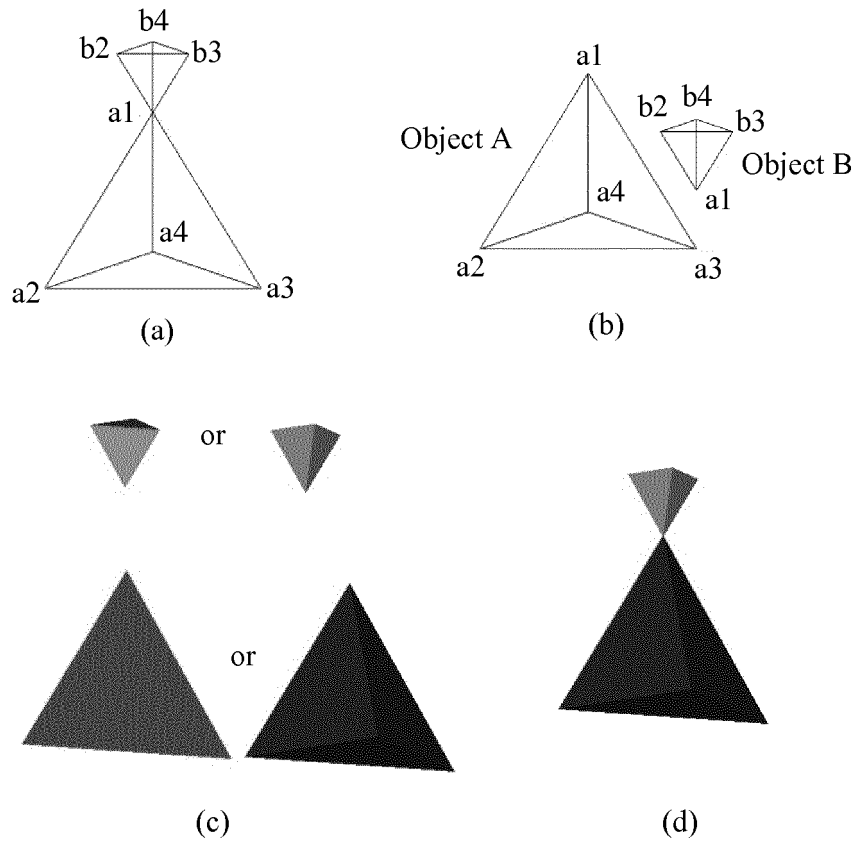 b4
b2 b3
a1
a4
a2 a3
(a)
a1
b4
b2 b3
Object A
Object B
a1
a4
a2 a3
(b)
or
or
(c)
(d)